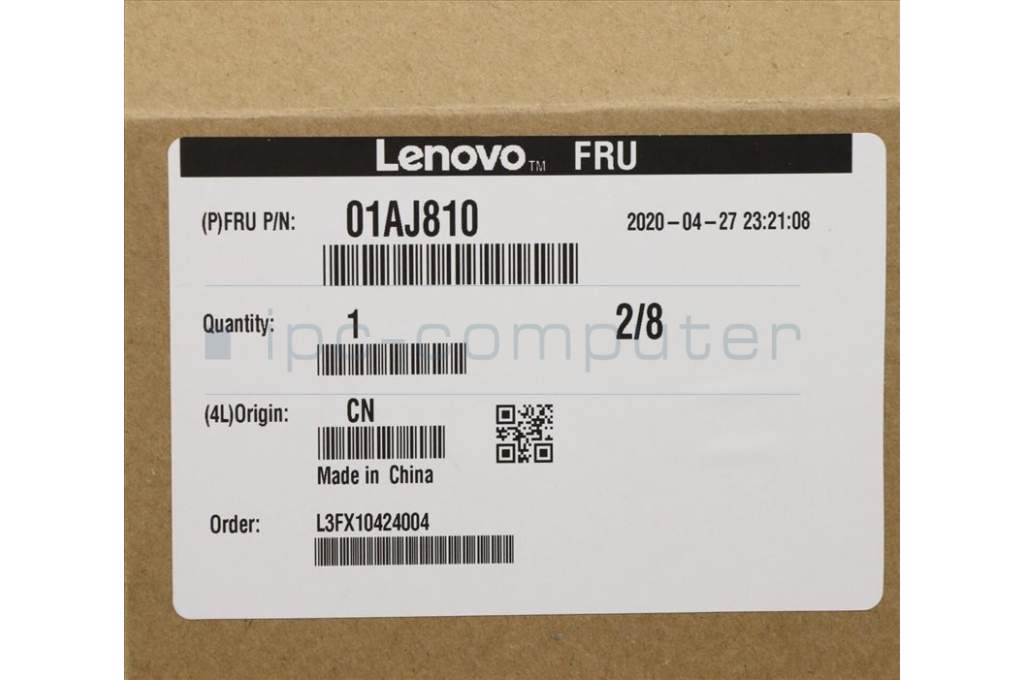 Lenovo™ FRU
(P)FRU P/N: 01AJ810 2020-04-27 23:21:08
Quantity: 1 2/8
ipc-computer
(4L)Origin: CN
Made in China
Order: L3FX10424004